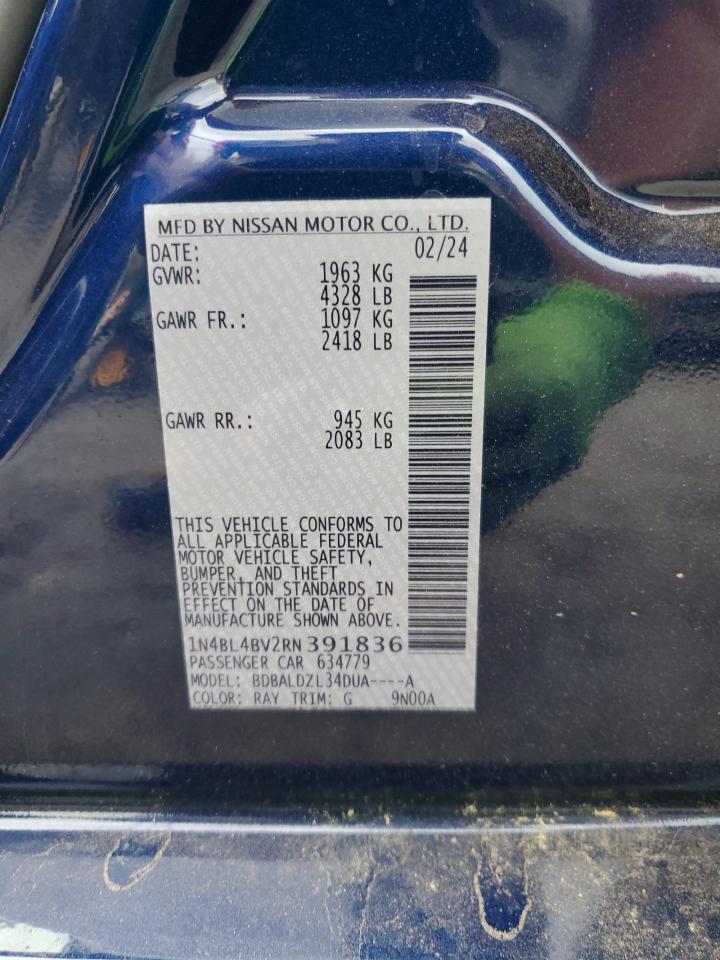 MFD BY NISSAN MOTOR CO., LTD.
DATE: 02/24
GVWR: 1963 KG
4328 LB
GAWR FR.: 1097 KG
2418 LB
GAWR RR.: 945 KG
2083 LB
THIS VEHICLE CONFORMS TO
ALL APPLICABLE FEDERAL
MOTOR VEHICLE SAFETY,
BUMPER, AND THEFT
PREVENTION STANDARDS IN
EFFECT ON THE DATE OF
MANUFACTURE SHOWN ABOVE.
1N4BL4BV2RN391836
PASSENGER CAR 634779
MODEL: BDBALDZL34DUA----A
COLOR: RAY TRIM: G 9N00A